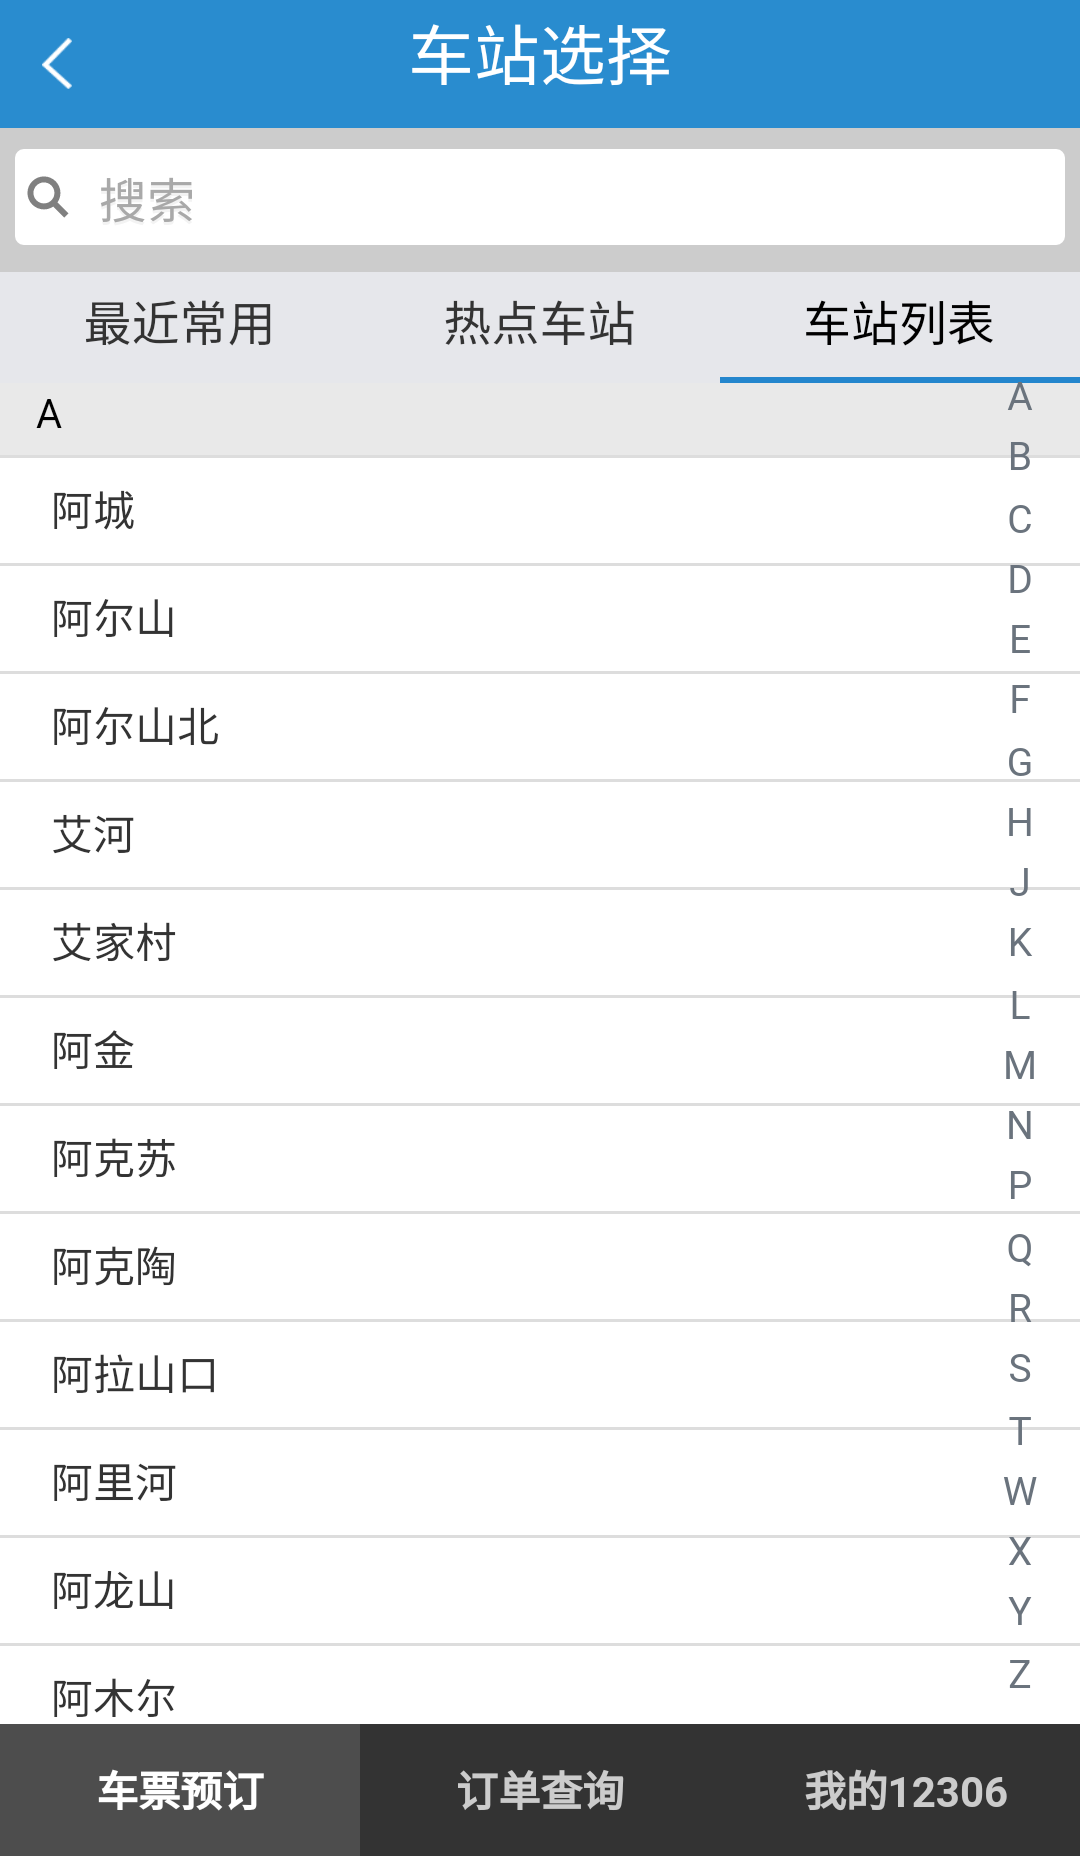 车站选择
搜索
最近常用 热点车站 车站列表
A
阿城
阿尔山
阿尔山北
艾河
艾家村
阿金
阿克苏
阿克陶
阿拉山口
阿里河
阿龙山
阿木尔
A
B
C
D
E
F
G
H
J
K
L
M
N
P
Q
R
S
T
W
X
Y
Z
车票预订 订单查询 我的12306